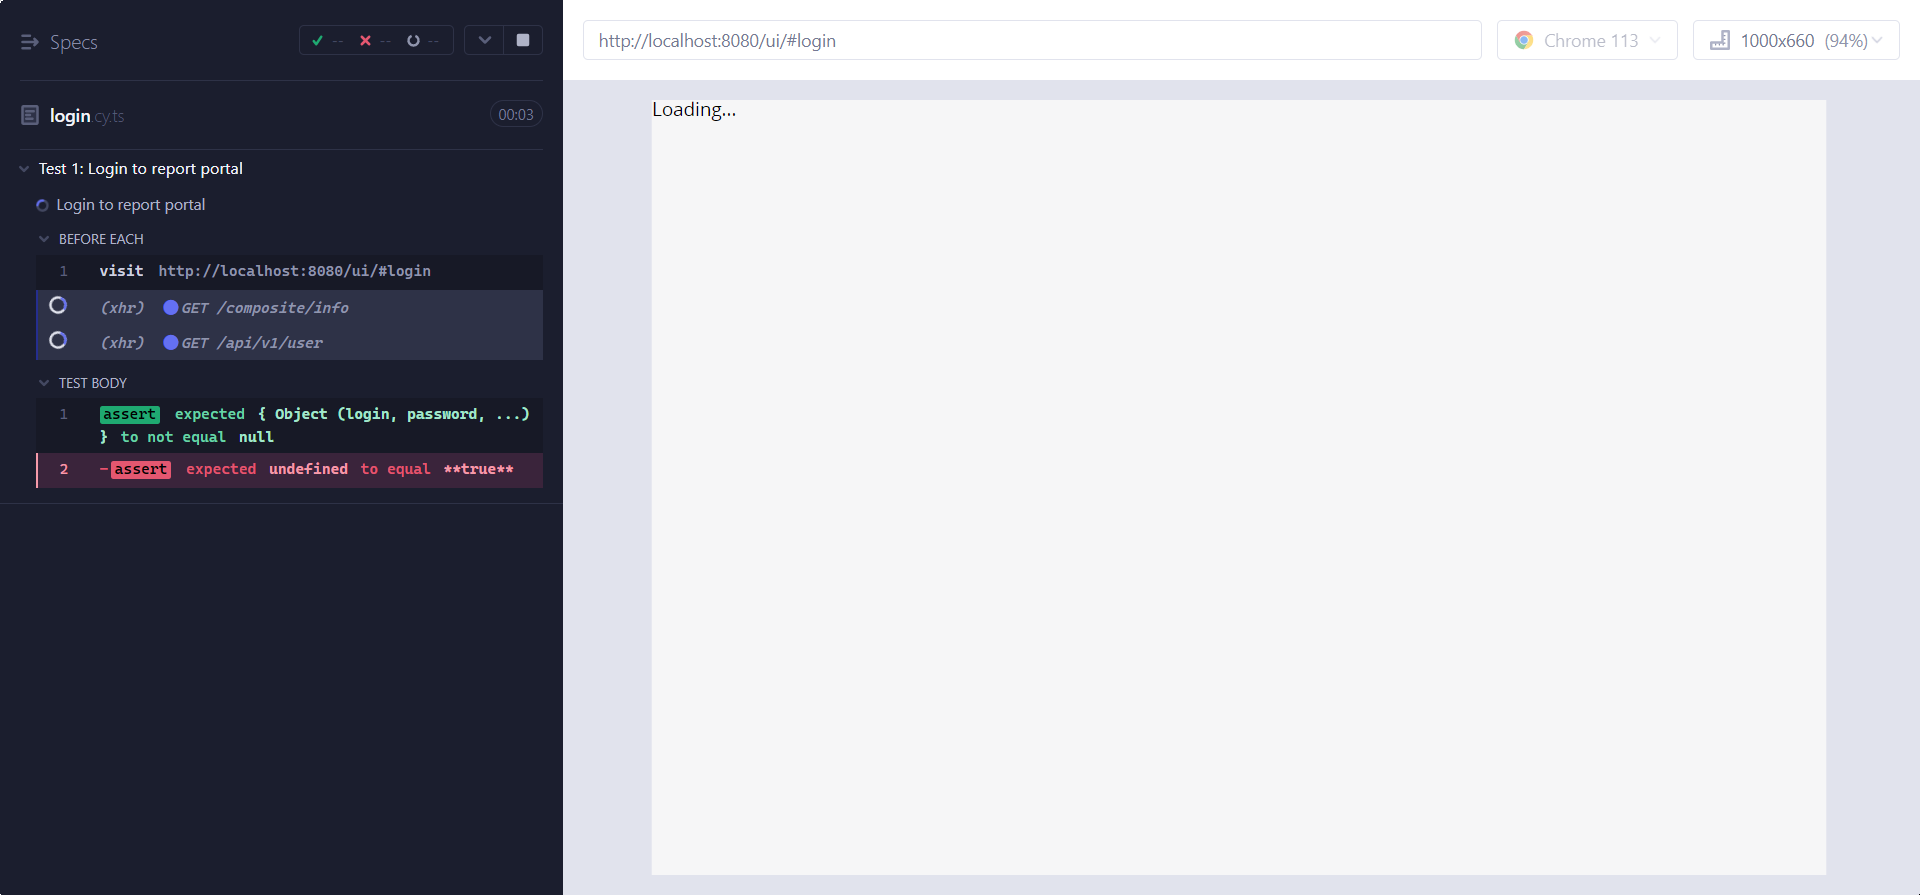 Specs
-- -- --
login.cy.ts
00:03
Test 1: Login to report portal
Login to report portal
BEFORE EACH
1 visit http://localhost:8080/ui/#login
(xhr) GET /composite/info
(xhr) GET /api/v1/user
TEST BODY
1 assert expected { Object (login, password, ...)
} to not equal null
2 -assert expected undefined to equal **true**
http://localhost:8080/ui/#login
Chrome 113
1000x660 (94%)
Loading...